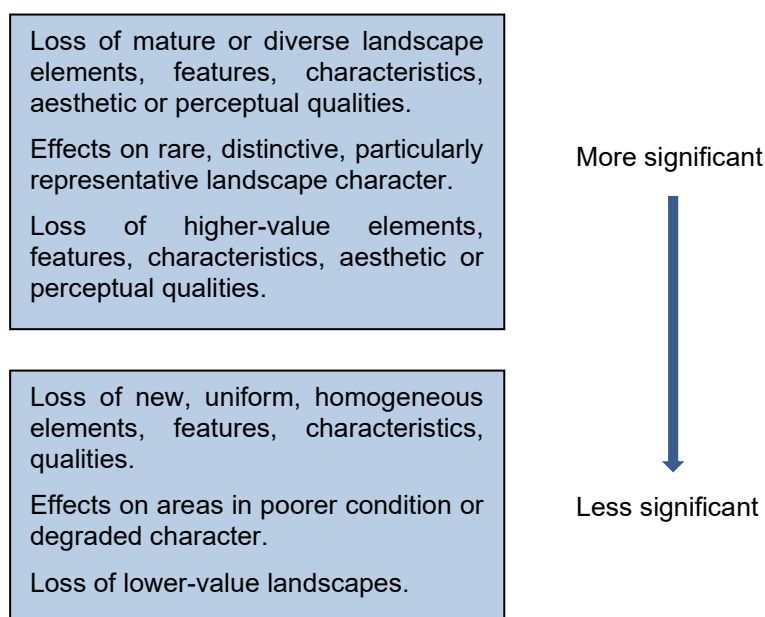 Loss of mature or diverse landscape
elements, features, characteristics,
aesthetic or perceptual qualities.
Effects on rare, distinctive, particularly
representative landscape character.
Loss of higher-value elements,
features, characteristics, aesthetic or
perceptual qualities.
More significant
Loss of new, uniform, homogeneous
elements, features, characteristics,
qualities.
Effects on areas in poorer condition or
degraded character.
Loss of lower-value landscapes.
Less significant